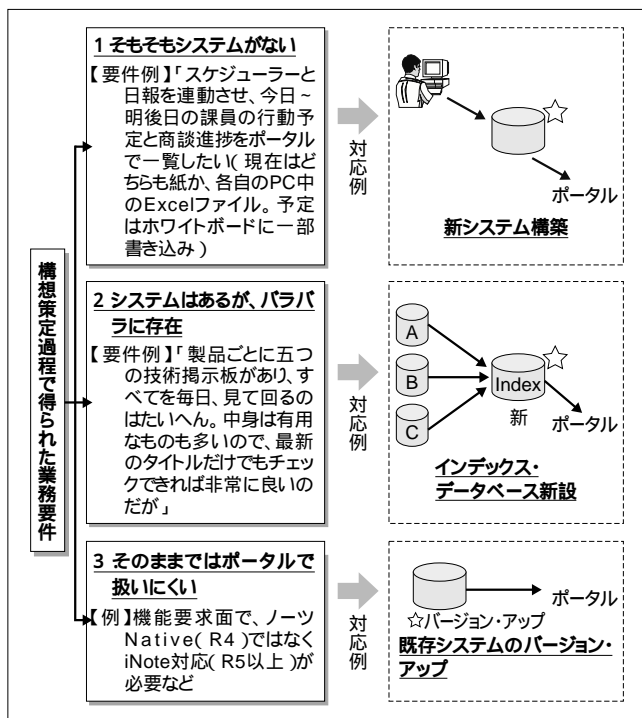 構想策定過程で得られた業務要件
1 そもそもシステムがない
【要件例】「スケジューラーと
日報を連動させ、今日~
明後日の課員の行動予
定と商談進捗をポータル
で一覧したい(現在はど
ちらも紙か、各自のPC中
のExcelファイル。予定
はホワイトボードに一部
書き込み)
対応例
☆
ポータル
新システム構築
2 システムはあるが、バラバ
ラに存在
【要件例】「製品ごとに五つ
の技術掲示板があり、す
べてを毎日、見て回るの
はたいへん。中身は有用
なものも多いので、最新
のタイトルだけでもチェッ
クできれば非常に良いの
だが」
対応例
A
B
C
☆
Index
新
ポータル
インデックス・
データベース新設
3 そのままではポータルで
扱いにくい
【例】機能要求面で、ノーツ
Native(R4)ではなく
iNote対応(R5以上)が
必要など
対応例
ポータル
☆バージョン・アップ
既存システムのバージョン・
アップ